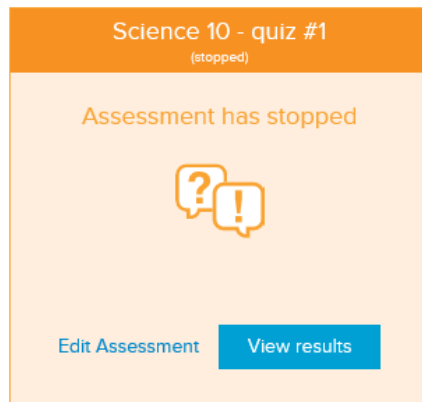 Science 10 - quiz #1
(stopped)
Assessment has stopped
?
!
Edit Assessment
View results